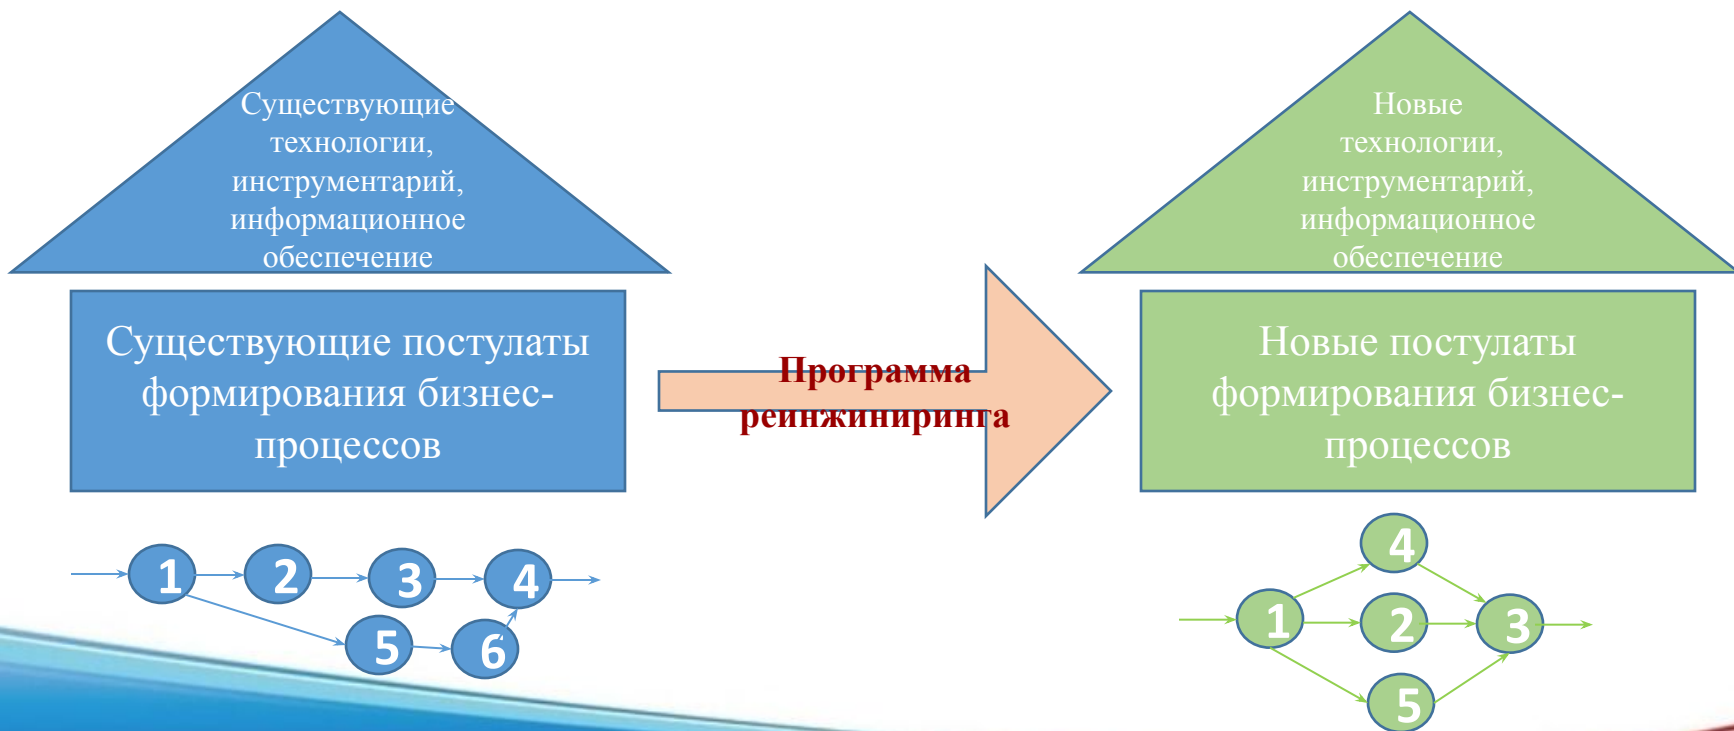 Существующие
технологии,
инструментарий,
информационное
обеспечение
Существующие постулаты
формирования бизнес-
процессов
1
2
3
4
5
6
Программа
реинжиниринга
Новые
технологии,
инструментарий,
информационное
обеспечение
Новые постулаты
формирования бизнес-
процессов
4
1
2
3
5